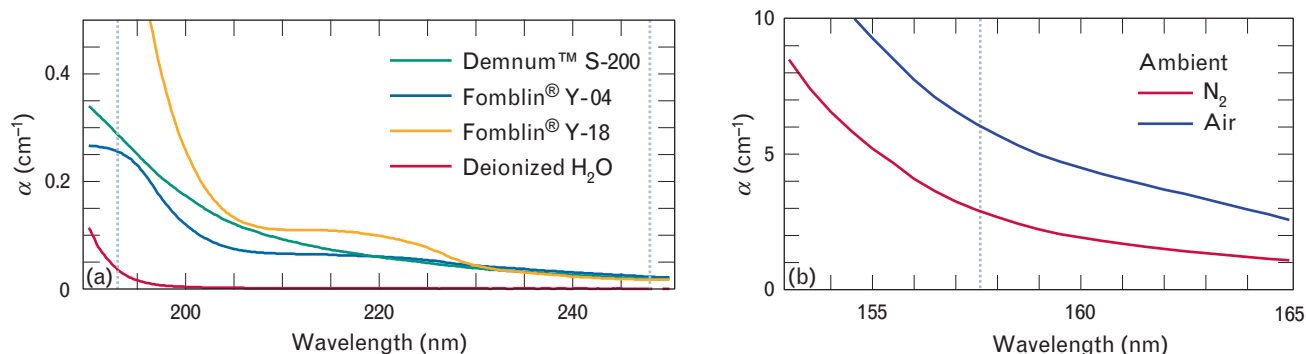 0.4
0.2
0
α (cm⁻¹)
Demnum™ S-200
Fomblin® Y-04
Fomblin® Y-18
Deionized H₂O
(a)
200 220 240
Wavelength (nm)
10
5
0
α (cm⁻¹)
Ambient
N₂
Air
(b)
155 160 165
Wavelength (nm)